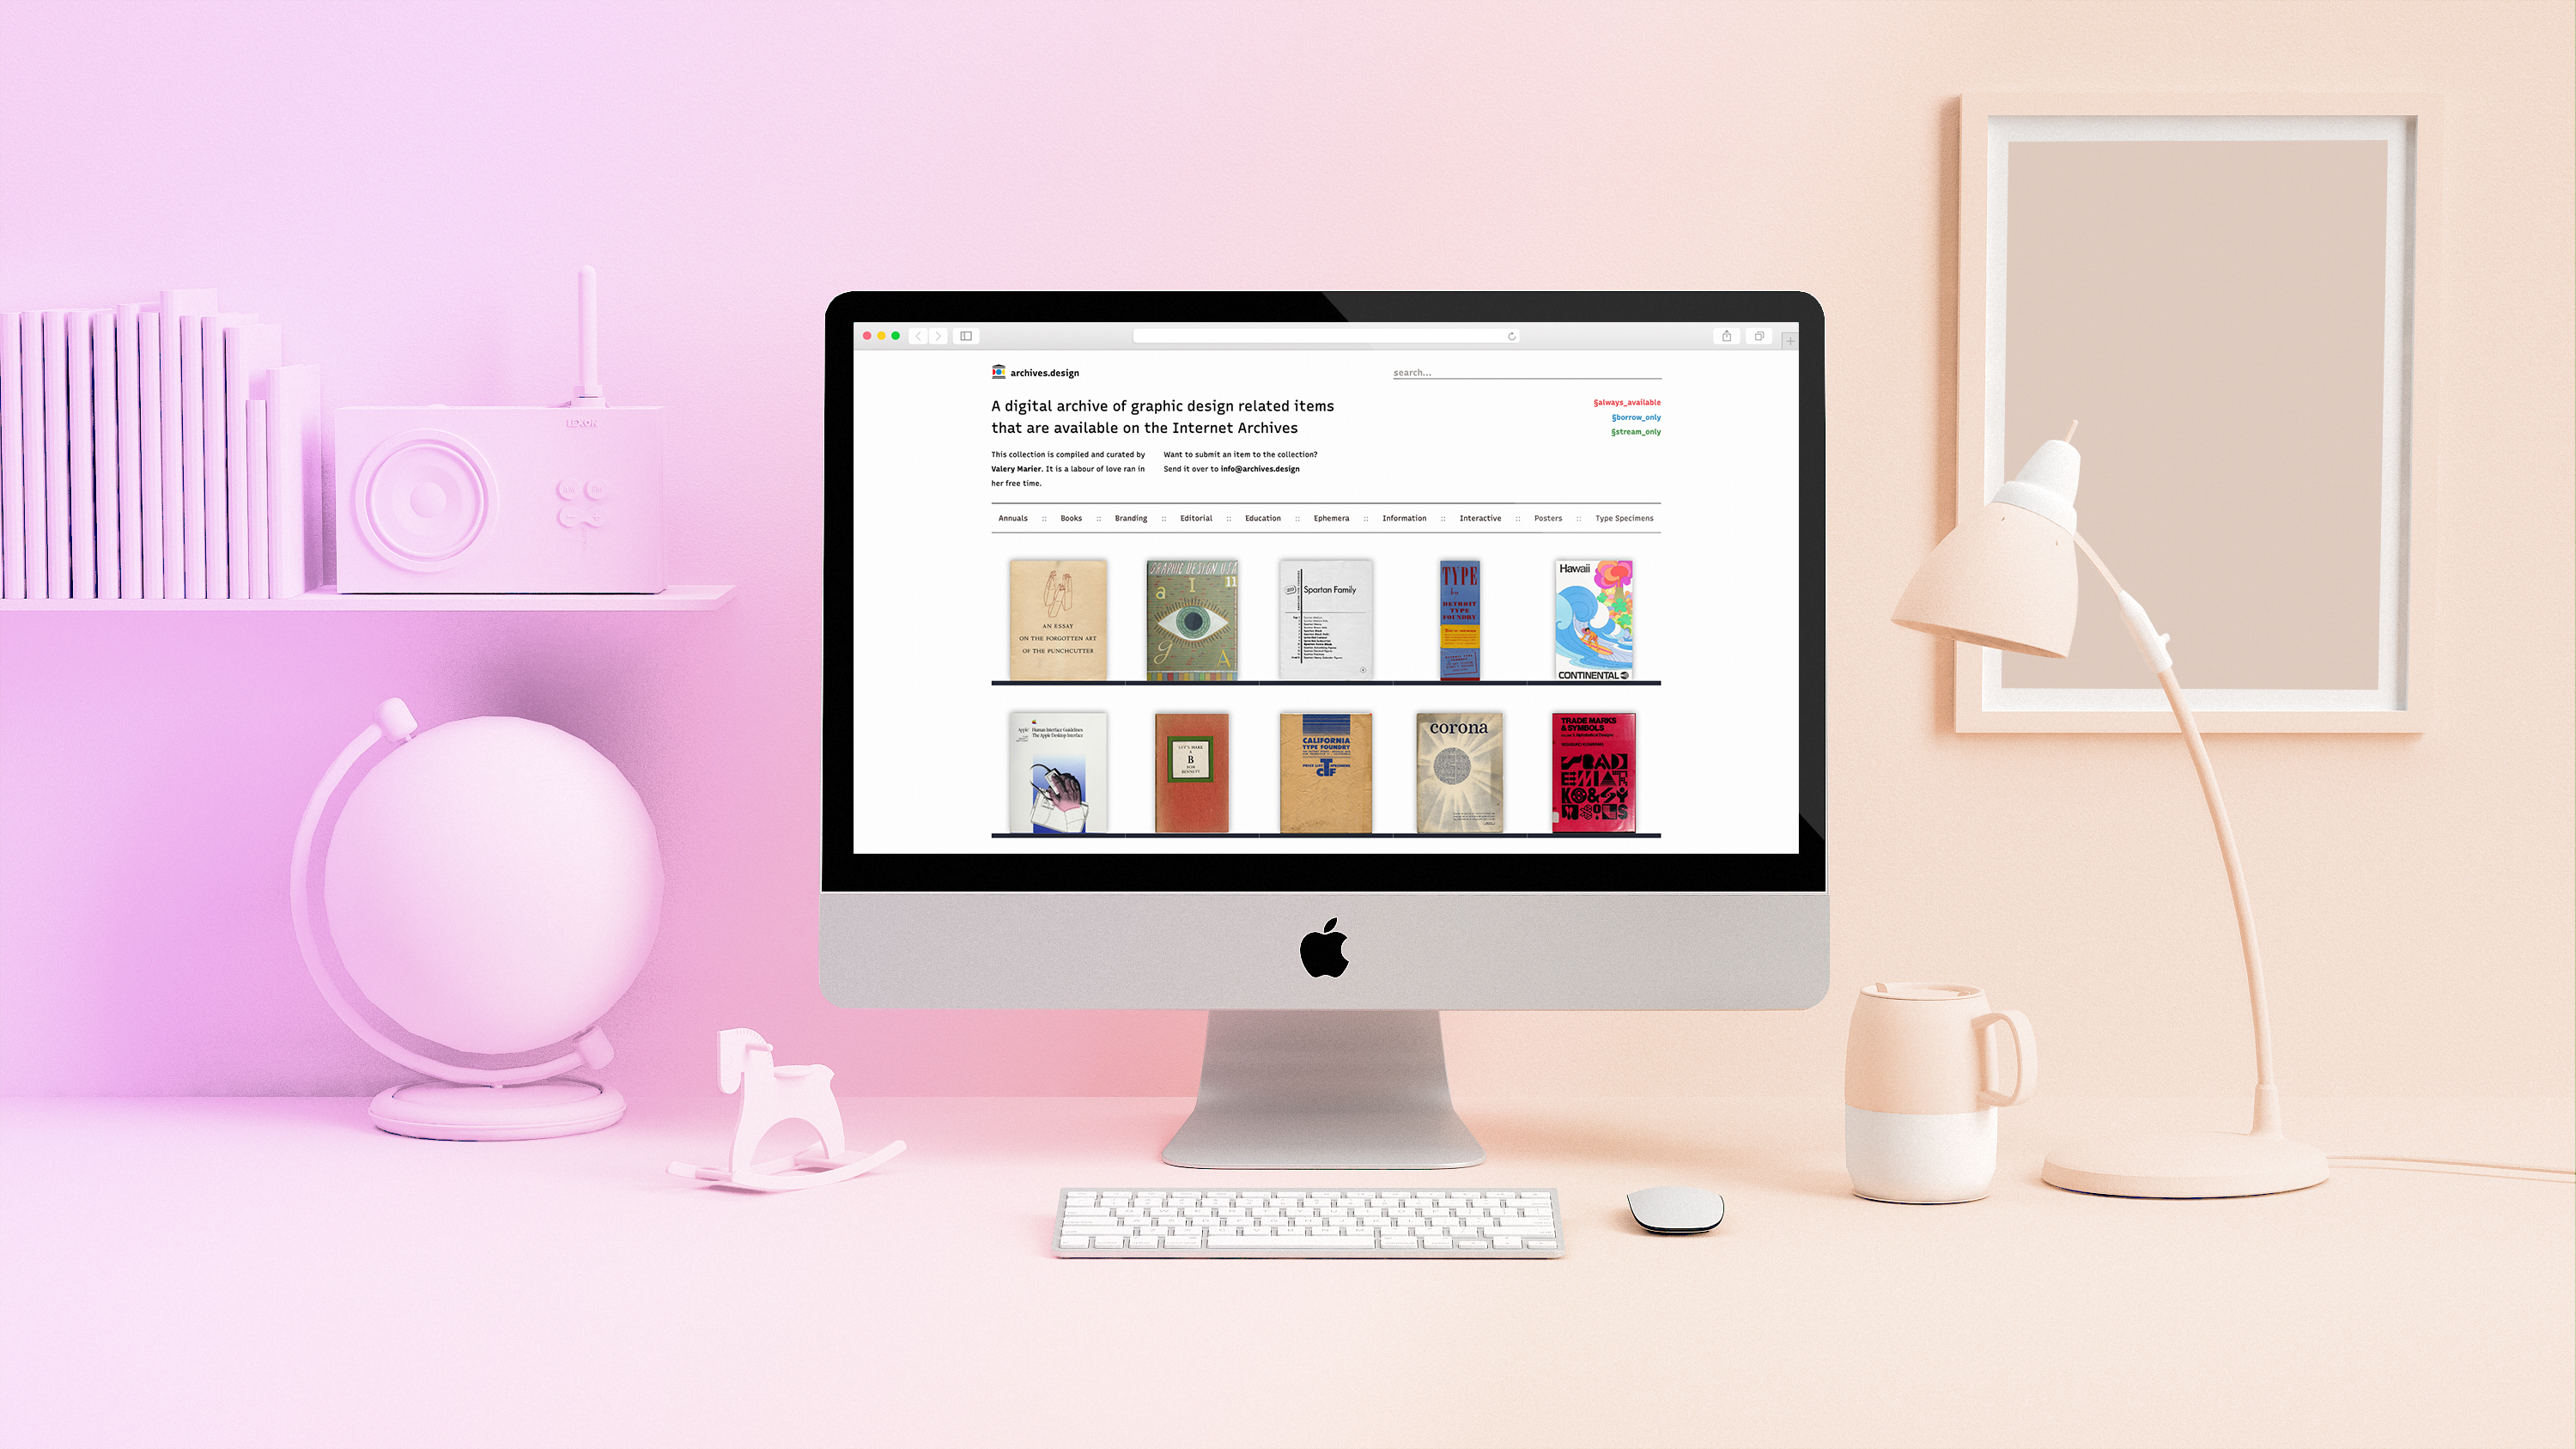 LEXON
archives.design
search...
A digital archive of graphic design related items
that are available on the Internet Archives
§always_available
§borrow_only
§stream_only
This collection is compiled and curated by
Valery Marier. It is a labour of love ran in
her free time.
Want to submit an item to the collection?
Send it over to info@archives.design
Annuals :: Books :: Branding :: Editorial :: Education :: Ephemera :: Information :: Interactive :: Posters :: Type Specimens
AN ESSAY
ON THE FORGOTTEN ART
OF THE PUNCHCUTTER
GRAPHIC DESIGN USA
11
a I
g A
Spartan Family
TYPE
by
DETROIT
TYPE
FOUNDRY
Hawaii
CONTINENTAL
Apple
Human Interface Guidelines
The Apple Desktop Interface
LET'S MAKE
A
B
FOR
BENNETT
CALIFORNIA
TYPE FOUNDRY
PRICE LIST SPECIMENS
CTF
corona
TRADE MARKS
& SYMBOLS